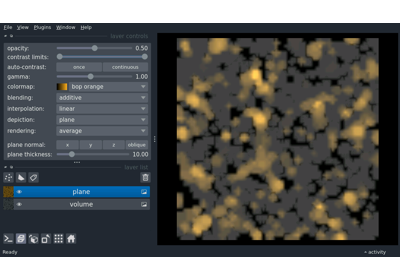 File View Plugins Window Help
layer controls
opacity: 0.50
contrast limits:
auto-contrast: once continuous
gamma: 1.00
colormap: bop orange
blending: additive
interpolation: linear
depiction: plane
rendering: average
plane normal: x y z oblique
plane thickness: 10.00
layer list
plane
volume
Ready activity